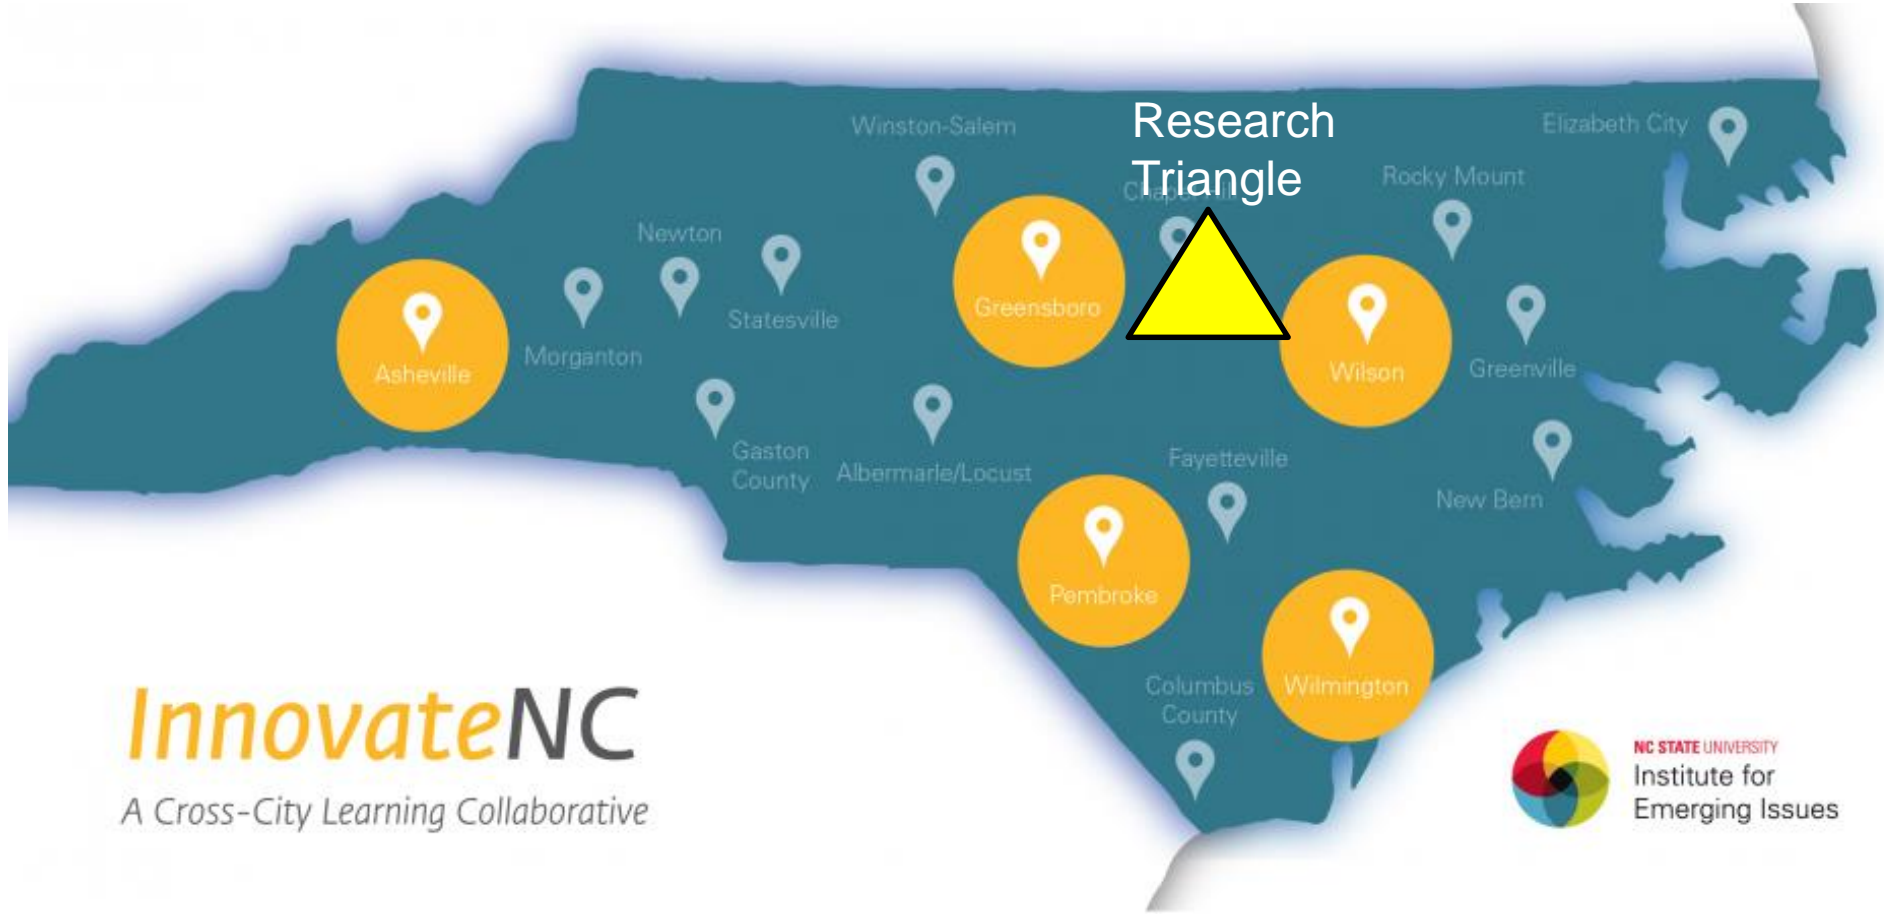 Research
Triangle
Winston-Salem
Elizabeth City
Chapel Hill
Rocky Mount
Newton
Greensboro
Statesville
Morganton
Asheville
Wilson
Greenville
Gaston
County
Albermarle/Locust
Fayetteville
New Bern
Pembroke
Columbus
County
Wilmington
InnovateNC
A Cross-City Learning Collaborative
NC STATE UNIVERSITY
Institute for
Emerging Issues